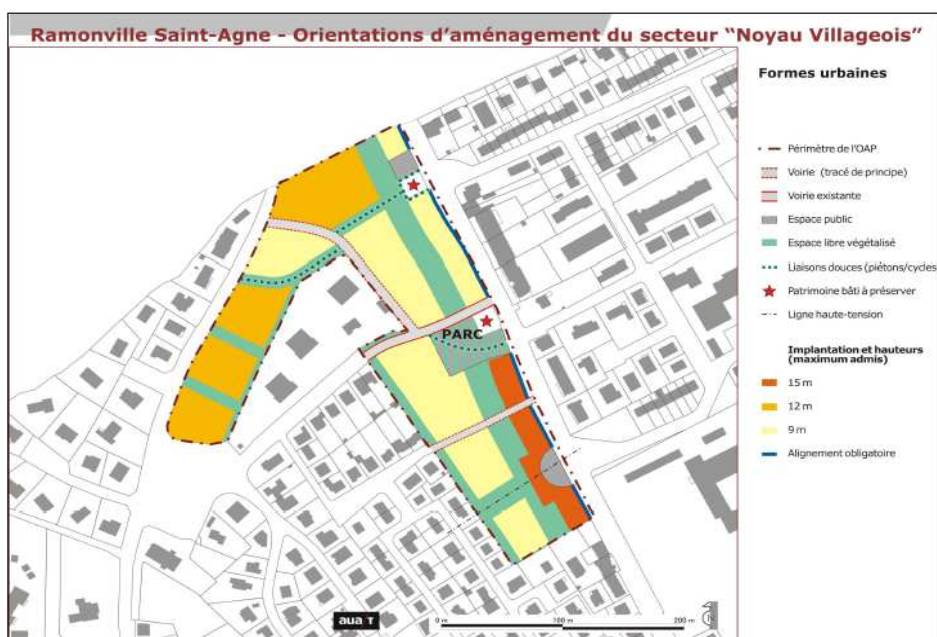 Ramonville Saint-Agne - Orientations d'aménagement du secteur "Noyau Villageois"
Formes urbaines
Périmètre de l'OAP
Voirie (tracé de principe)
Voirie existante
Espace public
Espace libre végétalisé
Liaisons douces (piétons/cycles
Patrimoine bâti à préserver
Ligne haute-tension
Implantation et hauteurs
(maximum admis)
15 m
12 m
9 m
Alignement obligatoire
PARC
aua/T
0 m
100 m
200 m